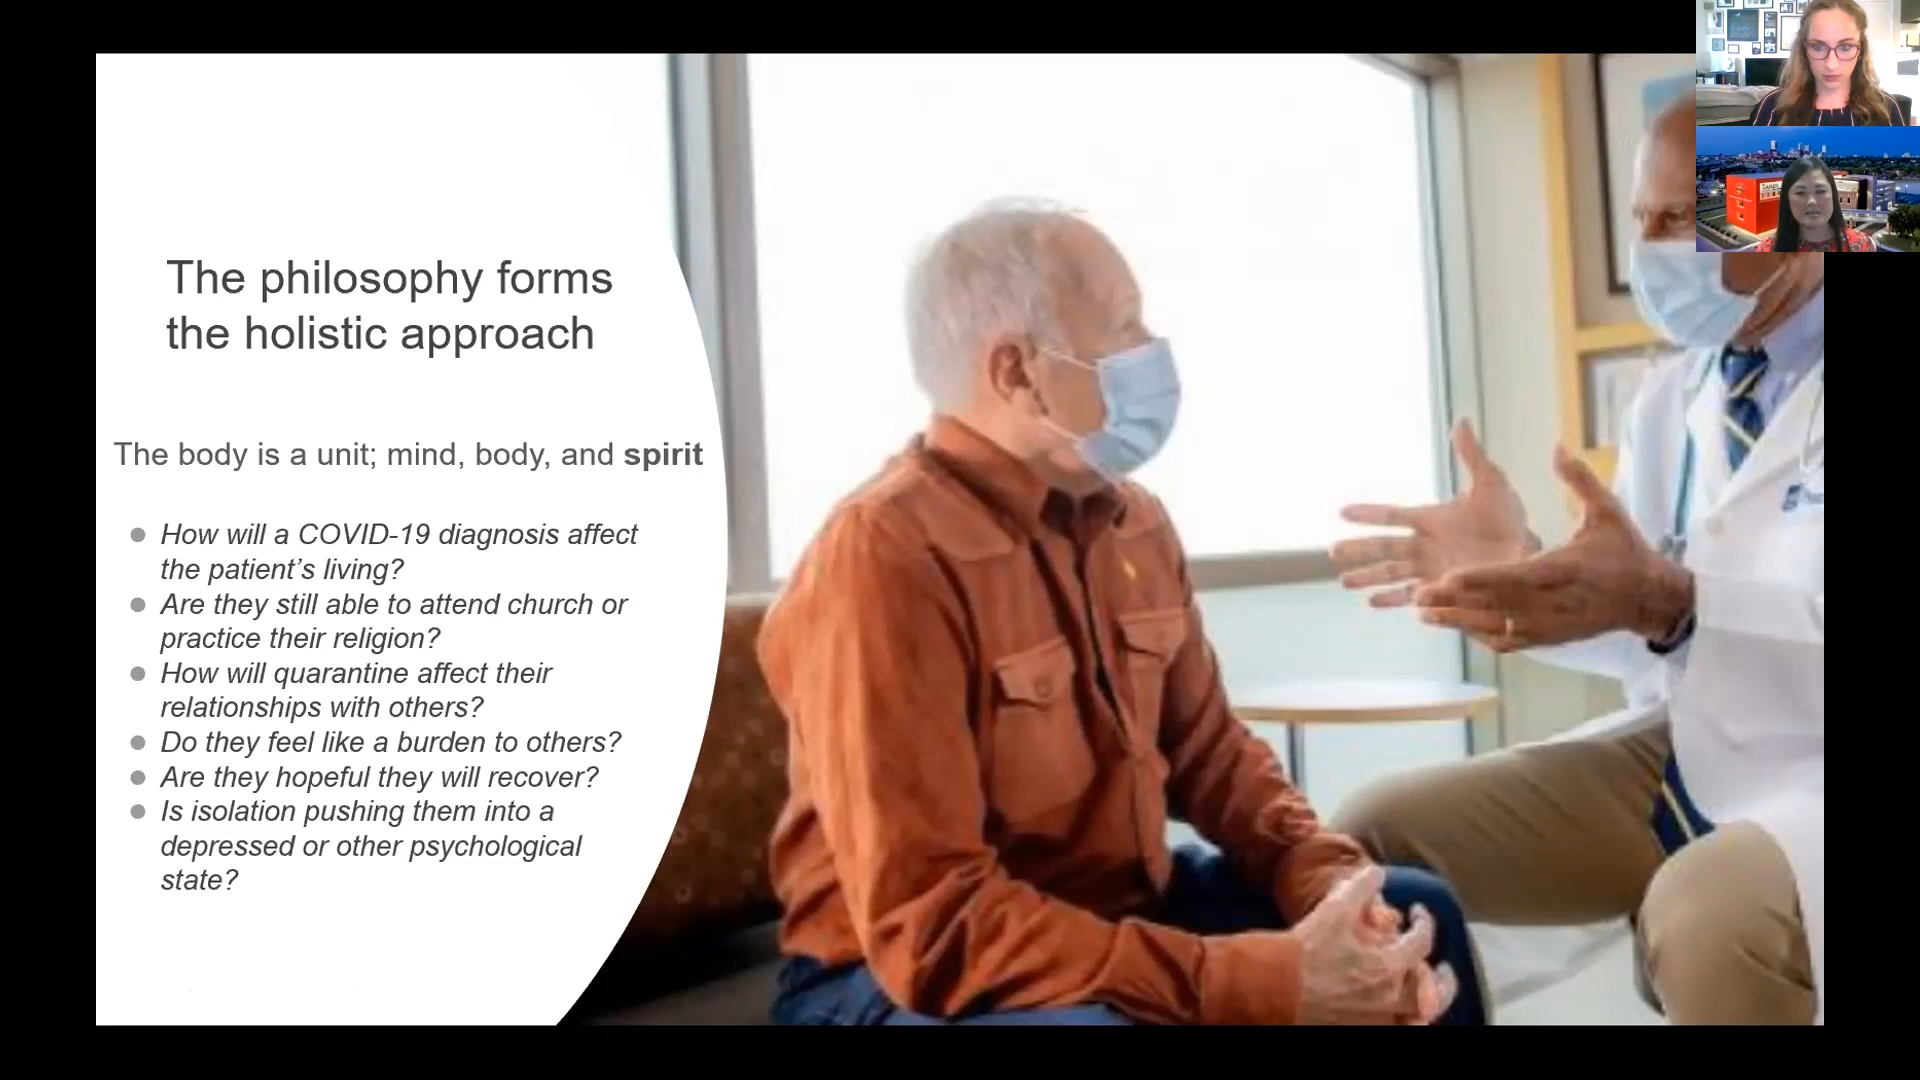 The philosophy forms
the holistic approach
The body is a unit; mind, body, and spirit
How will a COVID-19 diagnosis affect
the patient's living?
Are they still able to attend church or
practice their religion?
How will quarantine affect their
relationships with others?
Do they feel like a burden to others?
Are they hopeful they will recover?
Is isolation pushing them into a
depressed or other psychological
state?